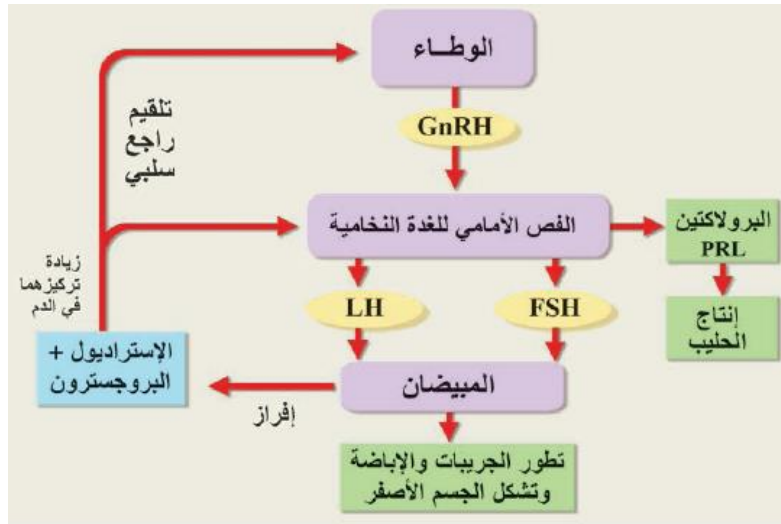 الوطــاء
GnRH
تلقيم
راجع
سلبي
الفص الأمامي للغدة النخامية
البرولاكتين
PRL
زيادة
تركيزهما
في الدم
LH
FSH
إنتاج
الحليب
الإستراديول +
البروجسترون
إفراز
المبيضان
تطور الجريبات والإباضة
وتشكل الجسم الأصفر